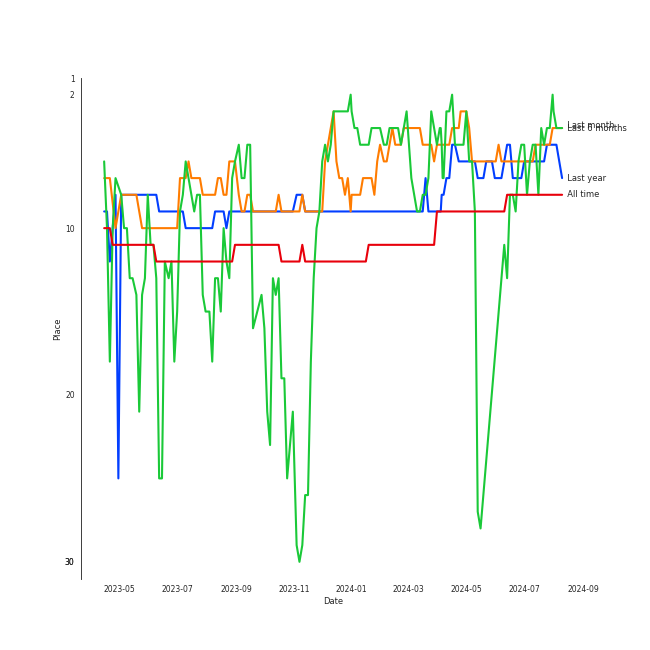 1
2
10
20
30
Place
2023-05
2023-07
2023-09
2023-11
2024-01
2024-03
2024-05
2024-07
2024-09
Date
Last month
Last 6 months
Last year
All time